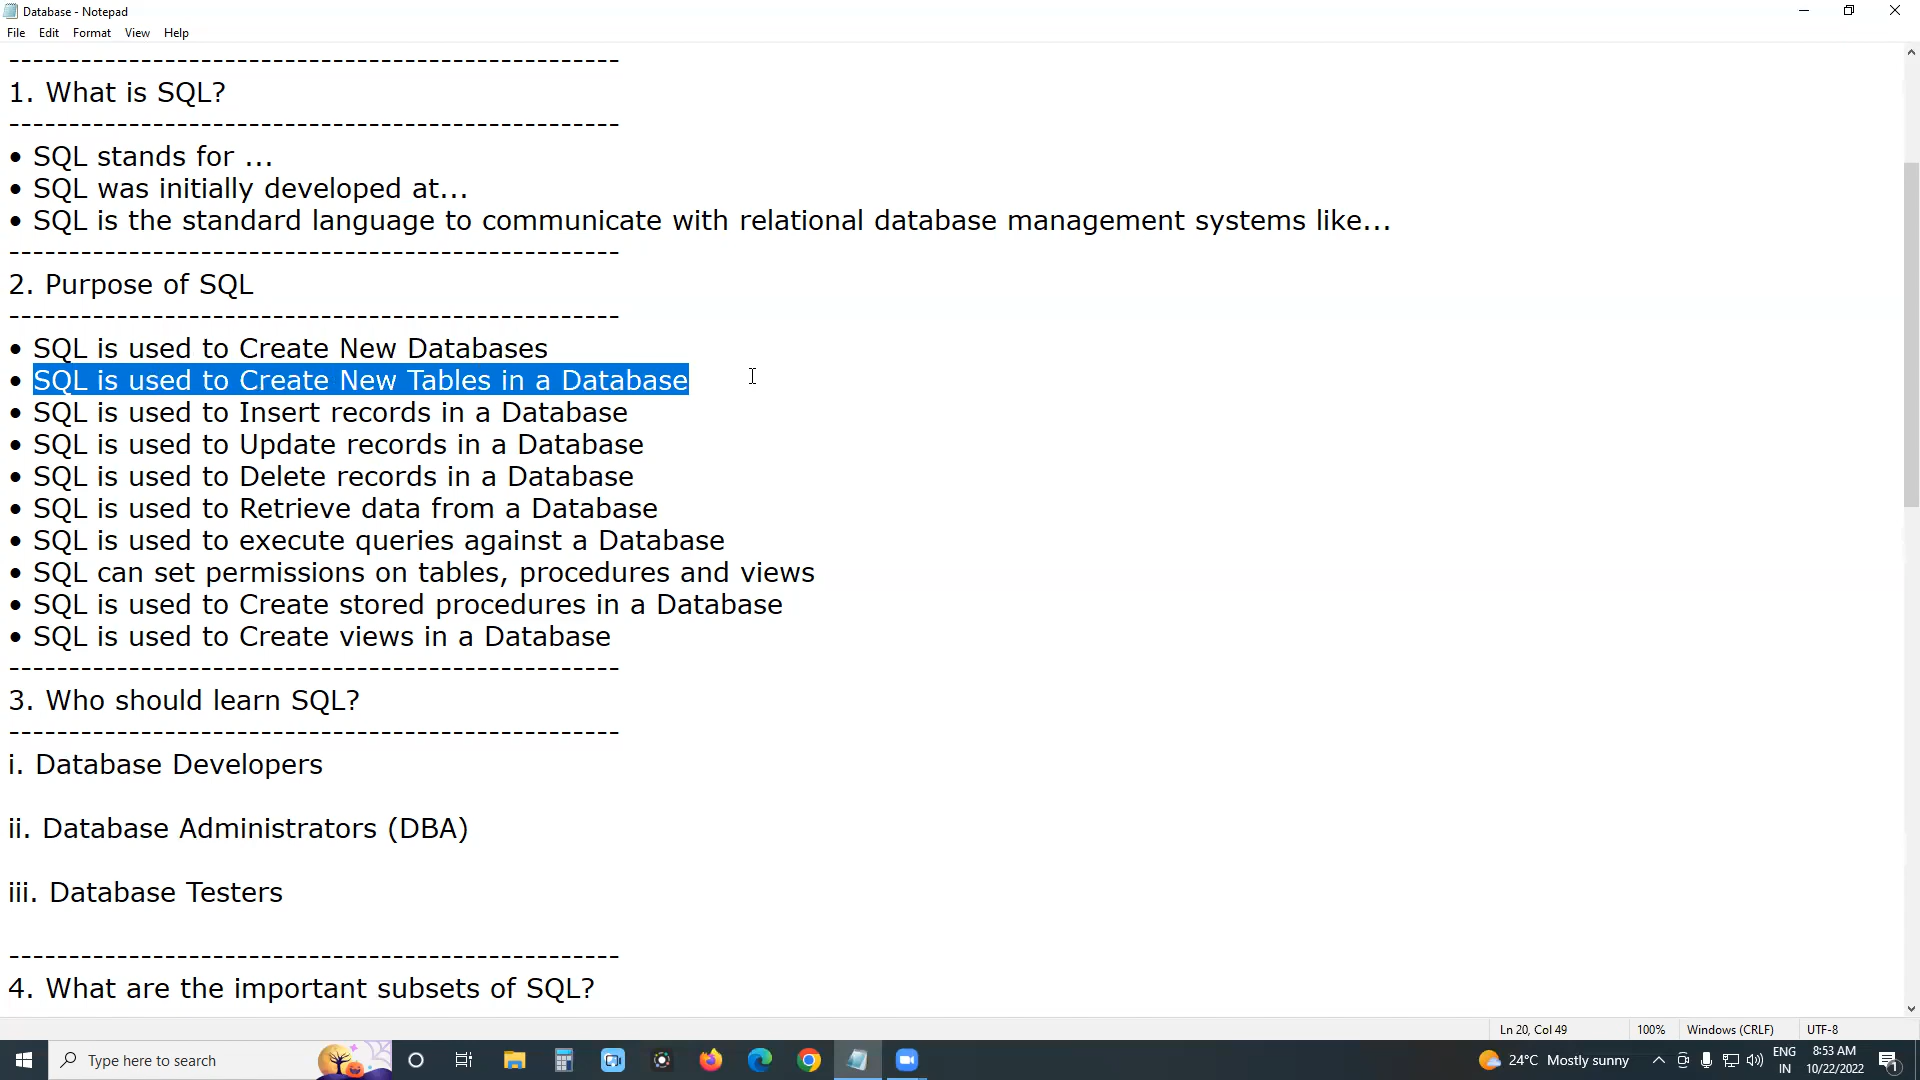 Database - Notepad
File Edit Format View Help
--------------------------------------------------
1. What is SQL?
--------------------------------------------------
• SQL stands for ...
• SQL was initially developed at...
• SQL is the standard language to communicate with relational database management systems like...
--------------------------------------------------
2. Purpose of SQL
--------------------------------------------------
• SQL is used to Create New Databases
• SQL is used to Create New Tables in a Database
• SQL is used to Insert records in a Database
• SQL is used to Update records in a Database
• SQL is used to Delete records in a Database
• SQL is used to Retrieve data from a Database
• SQL is used to execute queries against a Database
• SQL can set permissions on tables, procedures and views
• SQL is used to Create stored procedures in a Database
• SQL is used to Create views in a Database
--------------------------------------------------
3. Who should learn SQL?
--------------------------------------------------
i. Database Developers
ii. Database Administrators (DBA)
iii. Database Testers
--------------------------------------------------
4. What are the important subsets of SQL?
Ln 20, Col 49 100% Windows (CRLF) UTF-8
Type here to search
24°C Mostly sunny
ENG
IN
8:53 AM
10/22/2022
1